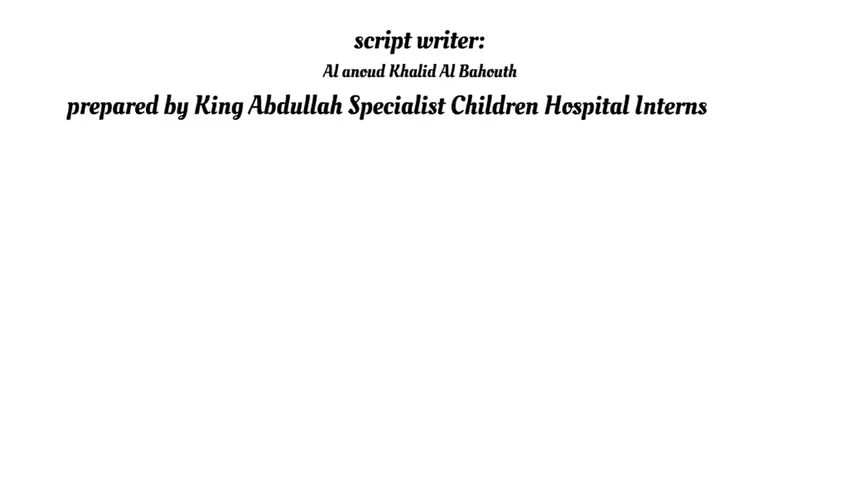 script writer:
Al anoud Khalid Al Bahouth
prepared by King Abdullah Specialist Children Hospital Interns